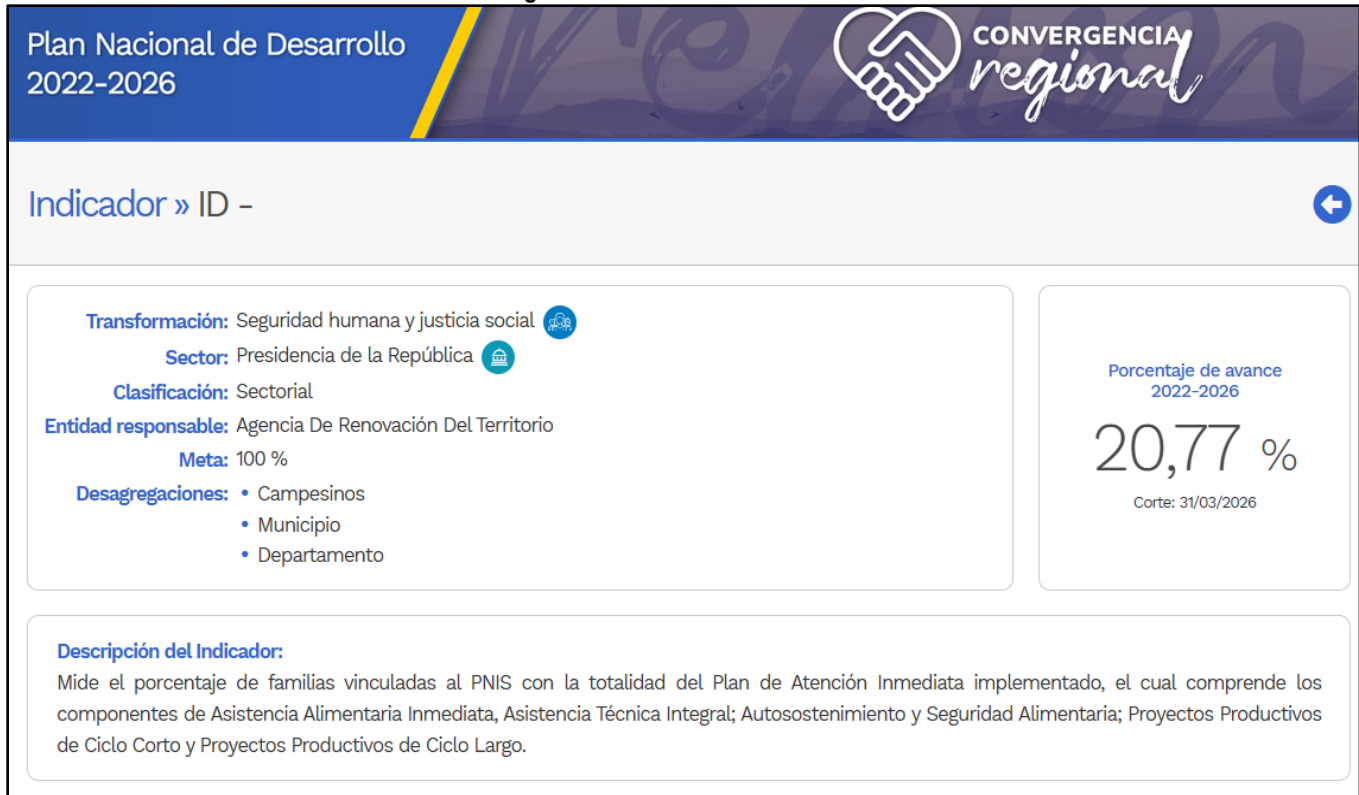 Plan Nacional de Desarrollo
2022-2026
CONVERGENCIA
regional
Indicador » ID -
Transformación: Seguridad humana y justicia social
Sector: Presidencia de la República
Clasificación: Sectorial
Entidad responsable: Agencia De Renovación Del Territorio
Meta: 100 %
Desagregaciones: • Campesinos
• Municipio
• Departamento
Porcentaje de avance
2022-2026
20,77 %
Corte: 31/03/2026
Descripción del Indicador:
Mide el porcentaje de familias vinculadas al PNIS con la totalidad del Plan de Atención Inmediata implementado, el cual comprende los
componentes de Asistencia Alimentaria Inmediata, Asistencia Técnica Integral; Autosostenimiento y Seguridad Alimentaria; Proyectos Productivos
de Ciclo Corto y Proyectos Productivos de Ciclo Largo.